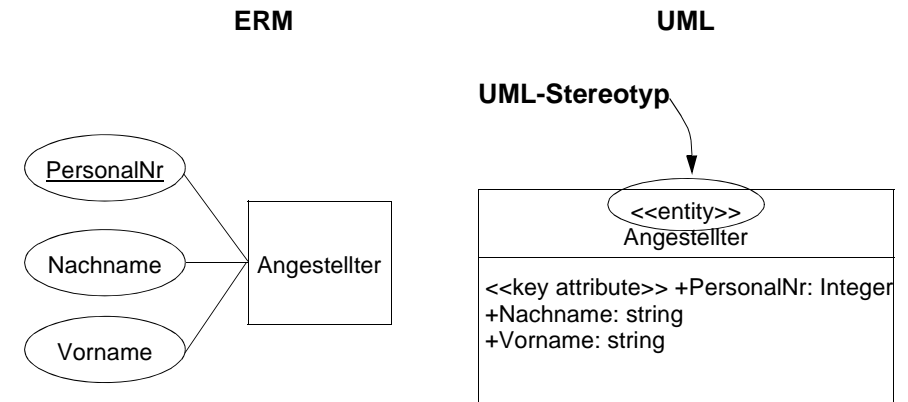 ERM
UML
UML-Stereotyp
PersonalNr
Nachname
Vorname
Angestellter
<<entity>>
Angestellter
<<key attribute>> +PersonalNr: Integer
+Nachname: string
+Vorname: string